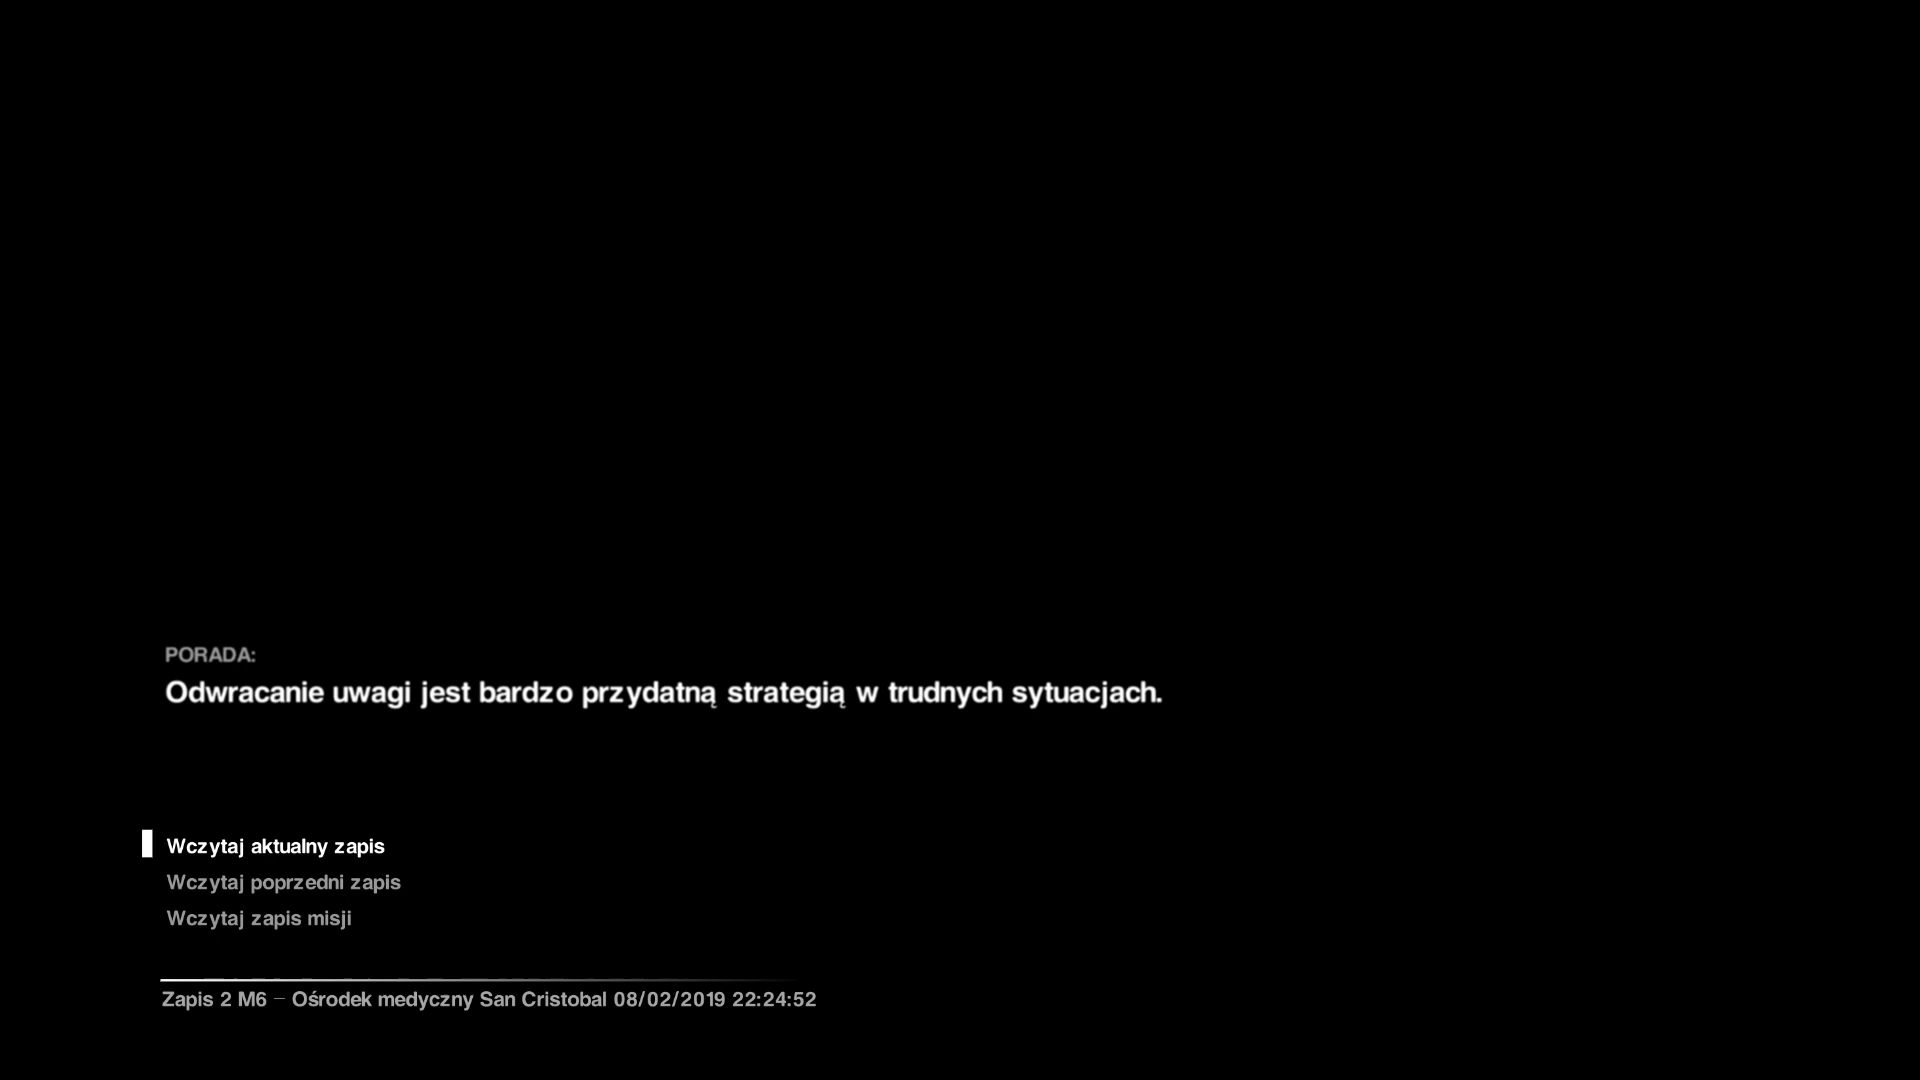 PORADA:
Odwracanie uwagi jest bardzo przydatną strategią w trudnych sytuacjach.
Wczytaj aktualny zapis
Wczytaj poprzedni zapis
Wczytaj zapis misji
Zapis 2 M6 – Ośrodek medyczny San Cristobal 08/02/2019 22:24:52